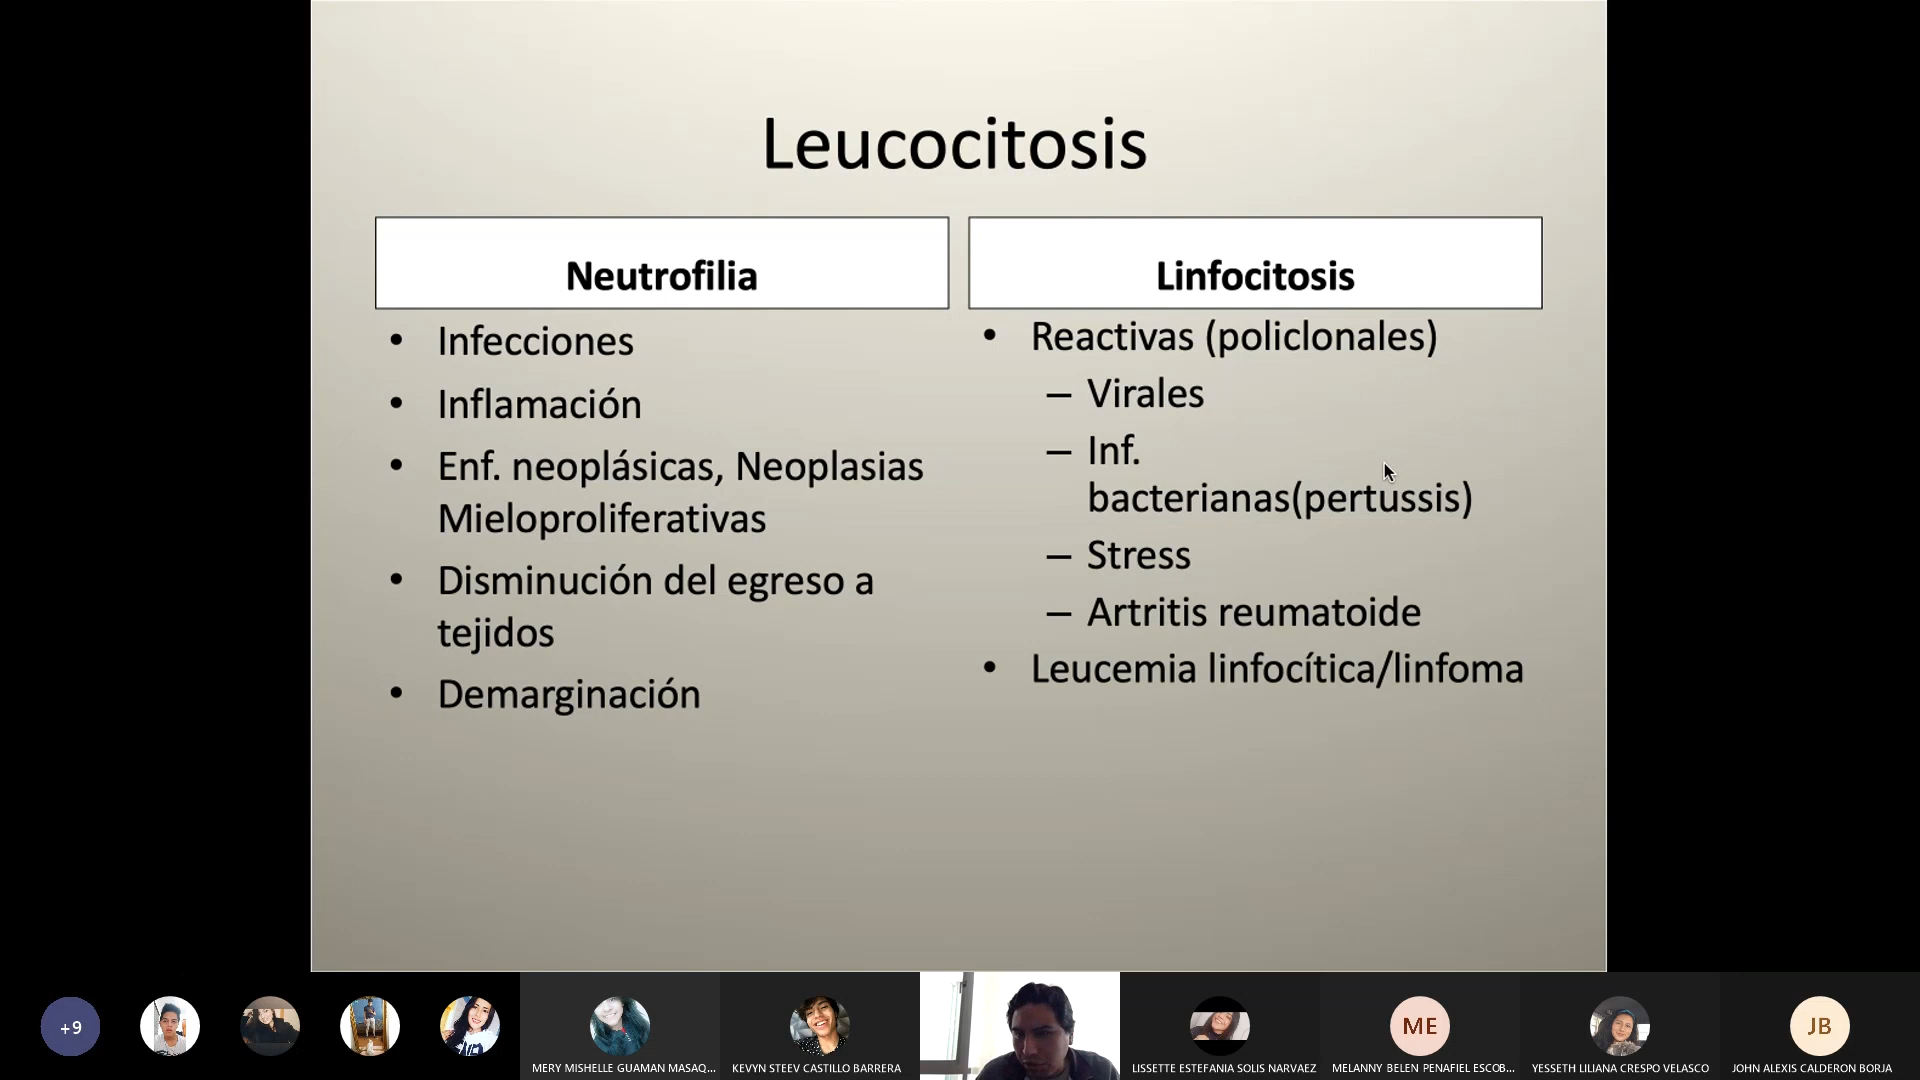 Leucocitosis
Neutrofilia
• Infecciones
• Inflamación
• Enf. neoplásicas, Neoplasias
Mieloproliferativas
• Disminución del egreso a
tejidos
• Demarginación
Linfocitosis
• Reactivas (policlonales)
– Virales
– Inf.
bacterianas(pertussis)
– Stress
– Artritis reumatoide
• Leucemia linfocítica/linfoma
+9
MERY MISHELLE GUAMAN MASAQ...
KEVYN STEEV CASTILLO BARRERA
LISSETTE ESTEFANIA SOLIS NARVAEZ
ME
MELANNY BELEN PENAFIEL ESCOB...
YESSETH LILIANA CRESPO VELASCO
JB
JOHN ALEXIS CALDERON BORJA